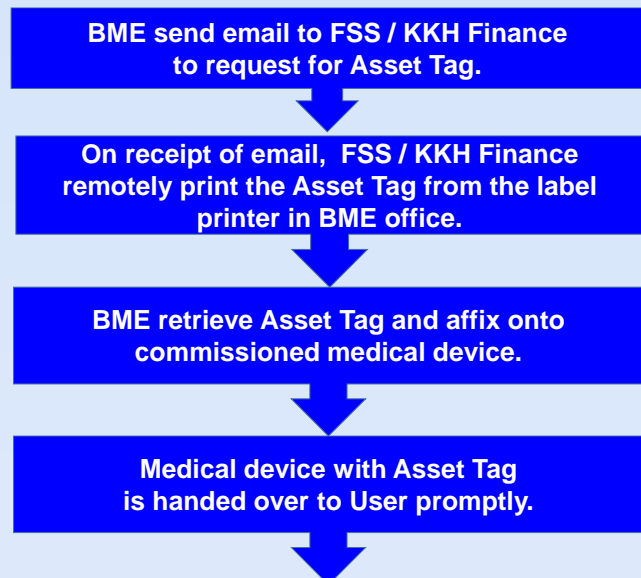 BME send email to FSS / KKH Finance
to request for Asset Tag.
On receipt of email, FSS / KKH Finance
remotely print the Asset Tag from the label
printer in BME office.
BME retrieve Asset Tag and affix onto
commissioned medical device.
Medical device with Asset Tag
is handed over to User promptly.